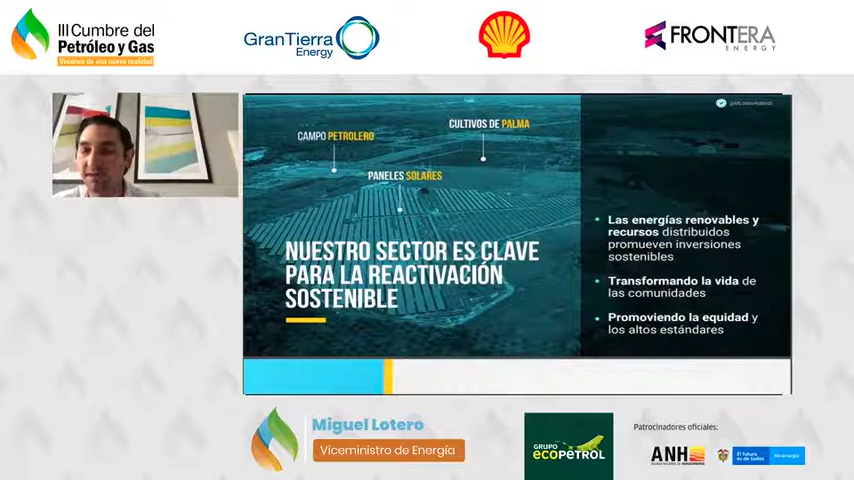 III Cumbre del
Petróleo y Gas
Visiones de una nueva realidad
GranTierra
Energy
FRONTERA
ENERGY
CULTIVOS DE PALMA
CAMPO PETROLERO
PANELES SOLARES
NUESTRO SECTOR ES CLAVE
PARA LA REACTIVACIÓN
SOSTENIBLE
Las energías renovables y
recursos distribuidos
promueven inversiones
sostenibles
Transformando la vida de
las comunidades
Promoviendo la equidad y
los altos estándares
Miguel Lotero
Viceministro de Energía
GRUPO
ecopetrol
Patrocinadores oficiales:
ANH
El futuro
es de todos
Minenergía